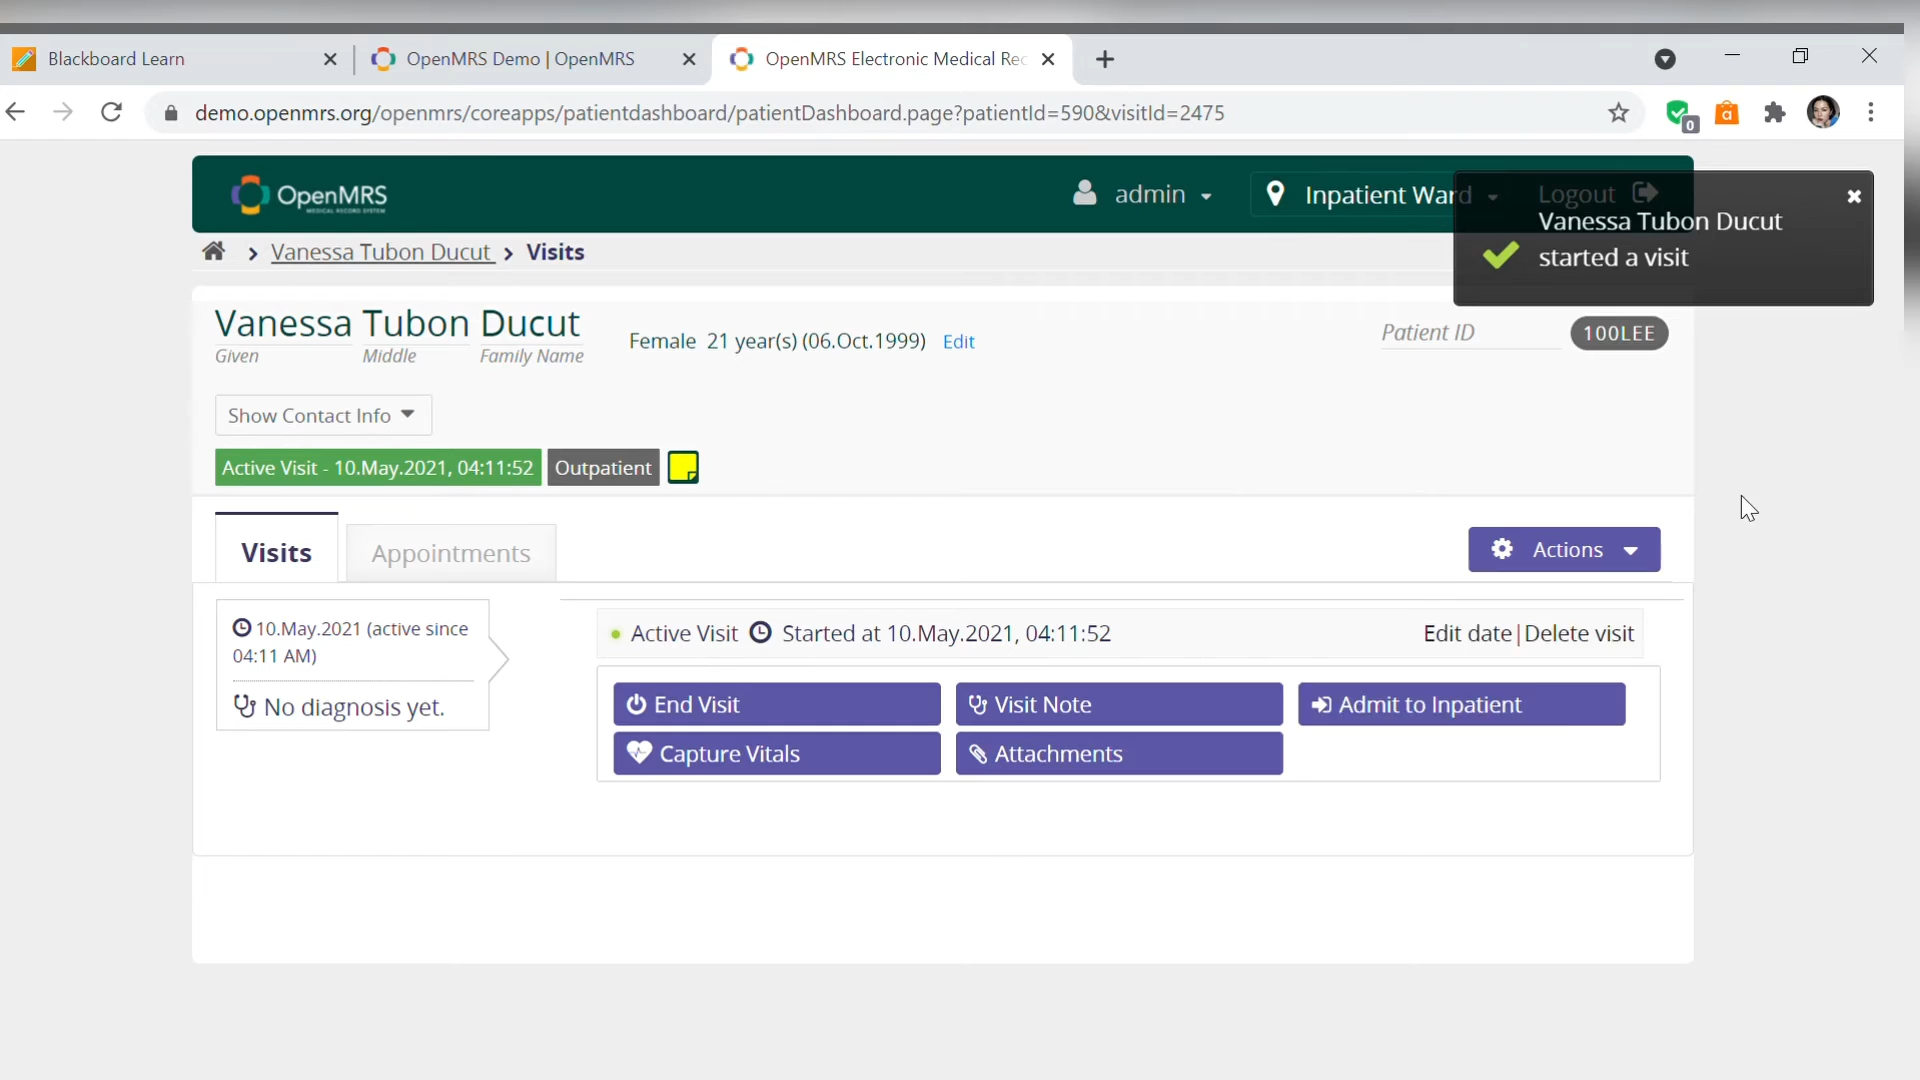 Blackboard Learn
OpenMRS Demo | OpenMRS
OpenMRS Electronic Medical Rec
demo.openmrs.org/openmrs/coreapps/patientdashboard/patientDashboard.page?patientId=590&visitId=2475
0
a
OpenMRS
MEDICAL RECORD SYSTEM
admin
Inpatient Ward
Logout
Vanessa Tubon Ducut
started a visit
Vanessa Tubon Ducut
Visits
Vanessa Tubon Ducut
Given Middle Family Name
Female 21 year(s) (06.Oct.1999) Edit
Patient ID 100LEE
Show Contact Info
Active Visit - 10.May.2021, 04:11:52 Outpatient
Visits
Appointments
Actions
10.May.2021 (active since
04:11 AM)
No diagnosis yet.
Active Visit Started at 10.May.2021, 04:11:52
Edit date|Delete visit
End Visit
Visit Note
Admit to Inpatient
Capture Vitals
Attachments